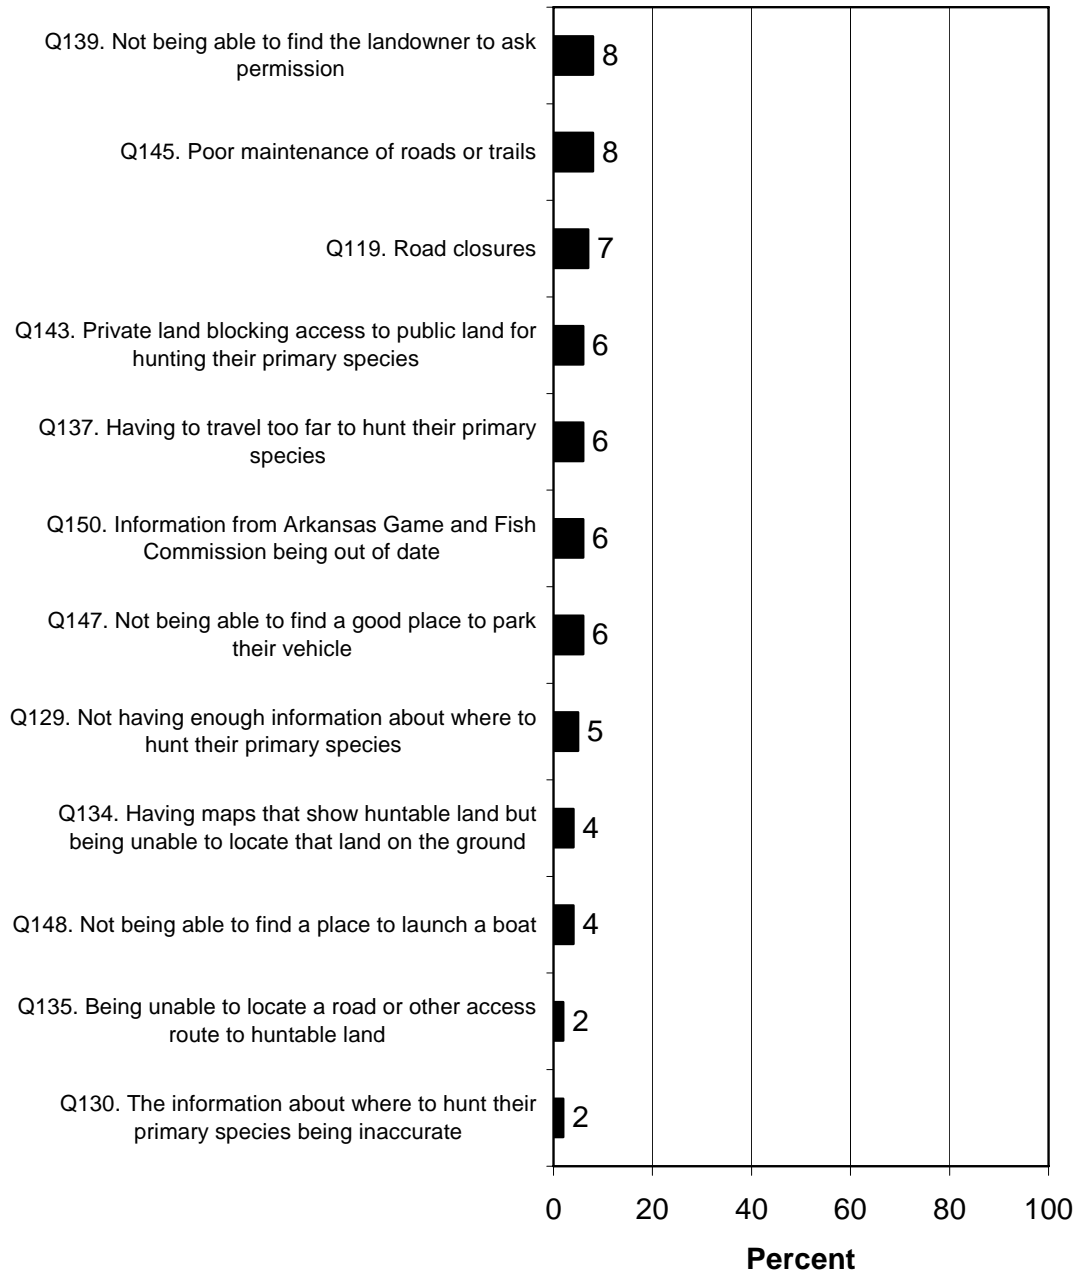 Q139. Not being able to find the landowner to ask
permission
8
Q145. Poor maintenance of roads or trails
8
Q119. Road closures
7
Q143. Private land blocking access to public land for
hunting their primary species
6
Q137. Having to travel too far to hunt their primary
species
6
Q150. Information from Arkansas Game and Fish
Commission being out of date
6
Q147. Not being able to find a good place to park
their vehicle
6
Q129. Not having enough information about where to
hunt their primary species
5
Q134. Having maps that show huntable land but
being unable to locate that land on the ground
4
Q148. Not being able to find a place to launch a boat
4
Q135. Being unable to locate a road or other access
route to huntable land
2
Q130. The information about where to hunt their
primary species being inaccurate
2
0 20 40 60 80 100
Percent